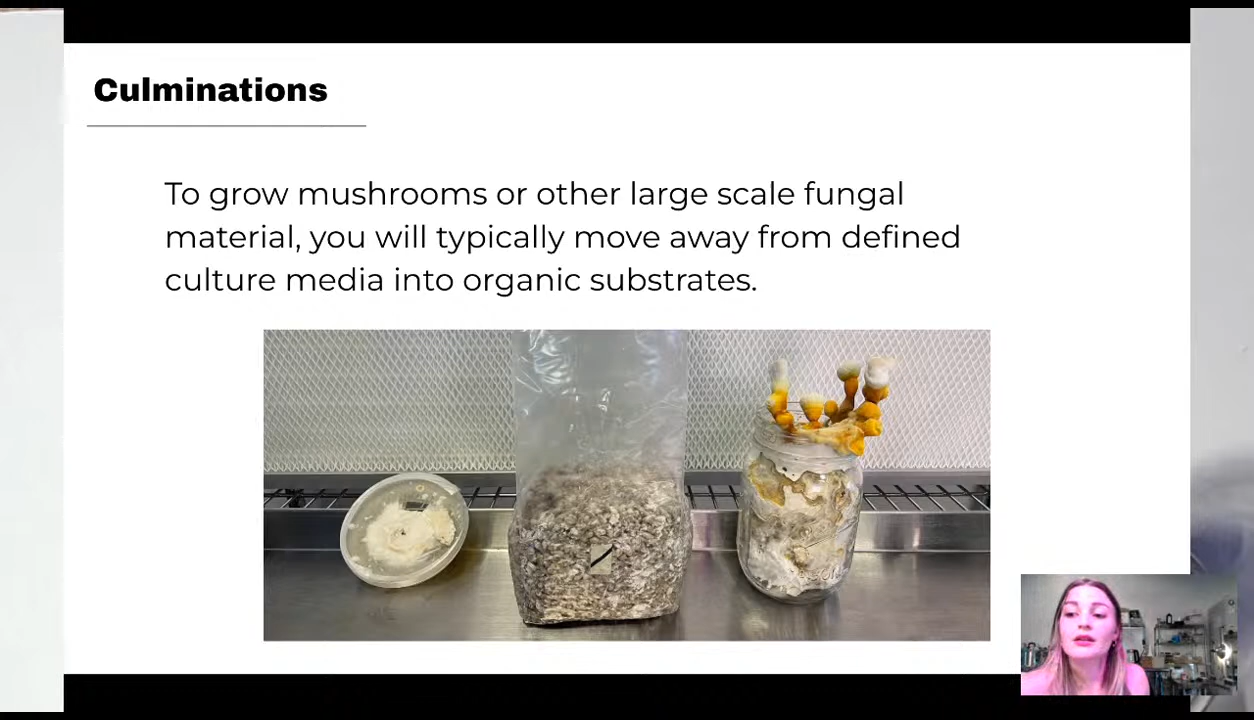 Culminations
To grow mushrooms or other large scale fungal
material, you will typically move away from defined
culture media into organic substrates.